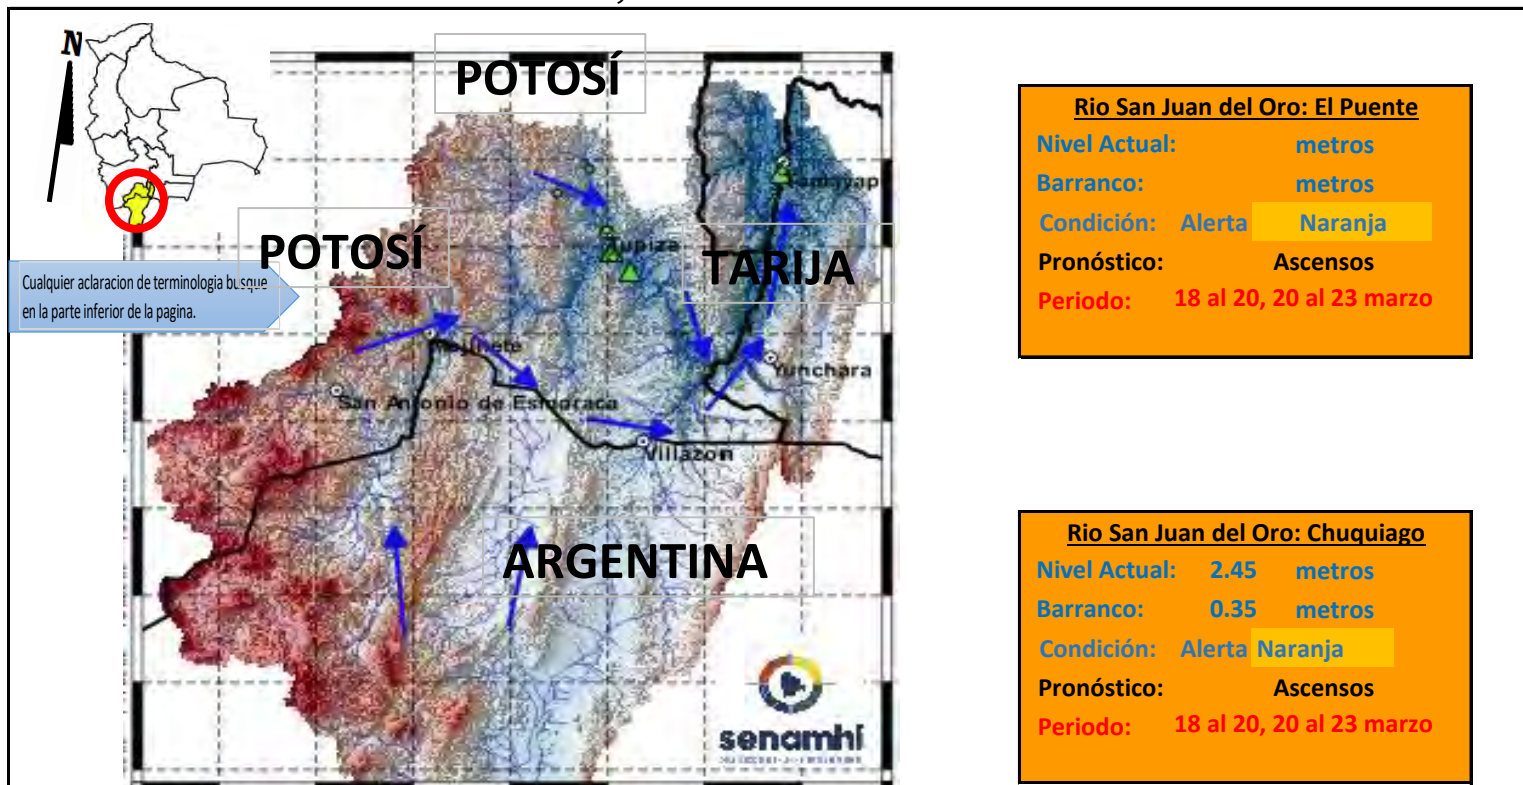 N
POTOSÍ
POTOSÍ
Cualquier aclaracion de terminologia busque
en la parte inferior de la pagina.
TARIJA
Tupiza
Yunchara
San Antonio de Esmoraca
Villazon
ARGENTINA
senamhi
Rio San Juan del Oro: El Puente
Nivel Actual: metros
Barranco: metros
Condición: Alerta Naranja
Pronóstico: Ascensos
Periodo: 18 al 20, 20 al 23 marzo
Rio San Juan del Oro: Chuquiago
Nivel Actual: 2.45 metros
Barranco: 0.35 metros
Condición: Alerta Naranja
Pronóstico: Ascensos
Periodo: 18 al 20, 20 al 23 marzo